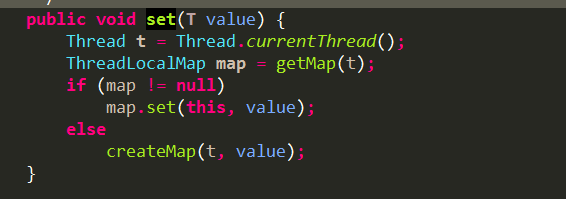 public void set(T value) {
Thread t = Thread.currentThread();
ThreadLocalMap map = getMap(t);
if (map != null)
map.set(this, value);
else
createMap(t, value);
}